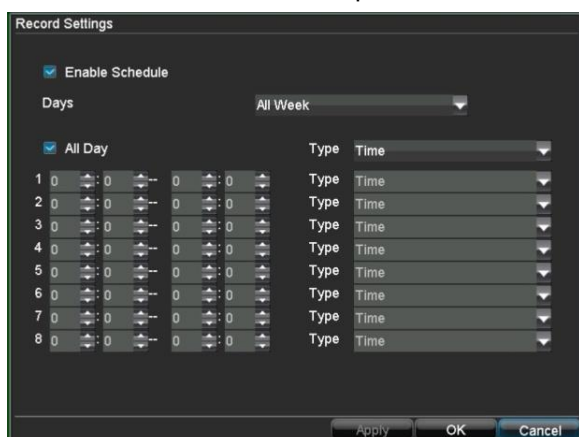 Record Settings
Enable Schedule
Days All Week
All Day Type Time
1 0 : 0 -- 0 : 0 Type Time
2 0 : 0 -- 0 : 0 Type Time
3 0 : 0 -- 0 : 0 Type Time
4 0 : 0 -- 0 : 0 Type Time
5 0 : 0 -- 0 : 0 Type Time
6 0 : 0 -- 0 : 0 Type Time
7 0 : 0 -- 0 : 0 Type Time
8 0 : 0 -- 0 : 0 Type Time
Apply OK Cancel